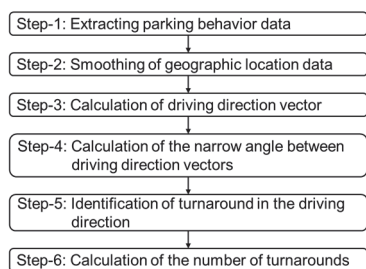 Step-1: Extracting parking behavior data
Step-2: Smoothing of geographic location data
Step-3: Calculation of driving direction vector
Step-4: Calculation of the narrow angle between
driving direction vectors
Step-5: Identification of turnaround in the driving
direction
Step-6: Calculation of the number of turnarounds